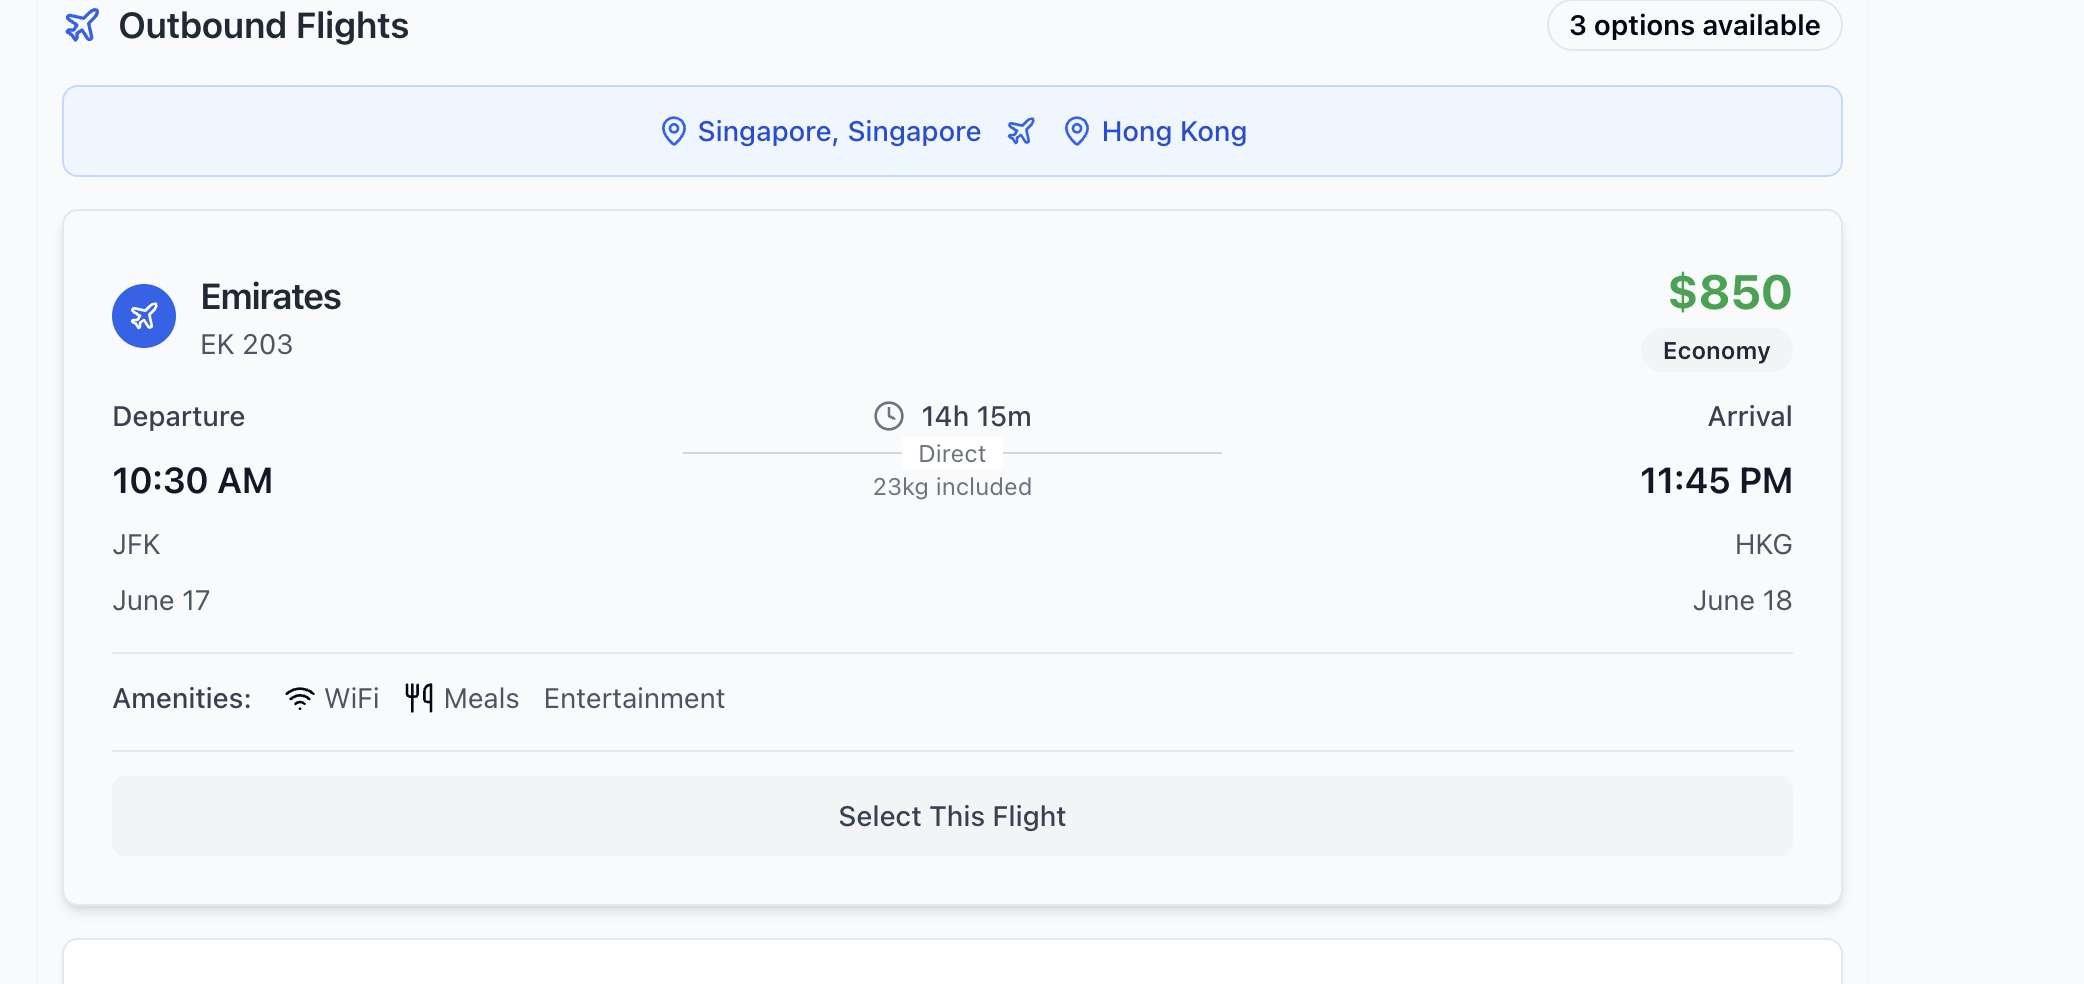 Outbound Flights
3 options available
Singapore, Singapore Hong Kong
Emirates
EK 203
$850
Economy
Departure
14h 15m
Arrival
10:30 AM
Direct
23kg included
11:45 PM
JFK
HKG
June 17
June 18
Amenities: WiFi Meals Entertainment
Select This Flight